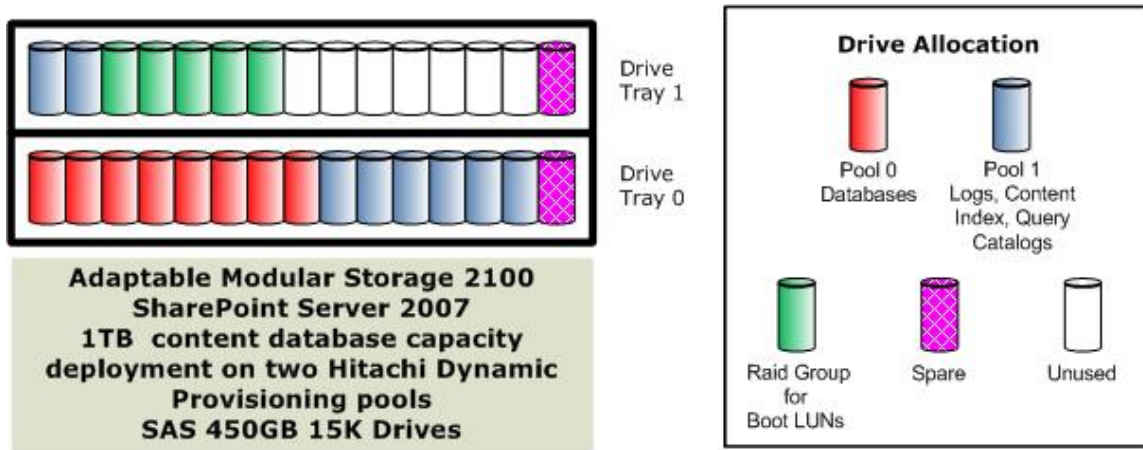 Drive
Tray 1
Drive
Tray 0
Adaptable Modular Storage 2100
SharePoint Server 2007
1TB content database capacity
deployment on two Hitachi Dynamic
Provisioning pools
SAS 450GB 15K Drives
Drive Allocation
Pool 0
Databases
Pool 1
Logs, Content
Index, Query
Catalogs
Raid Group
for
Boot LUNs
Spare
Unused